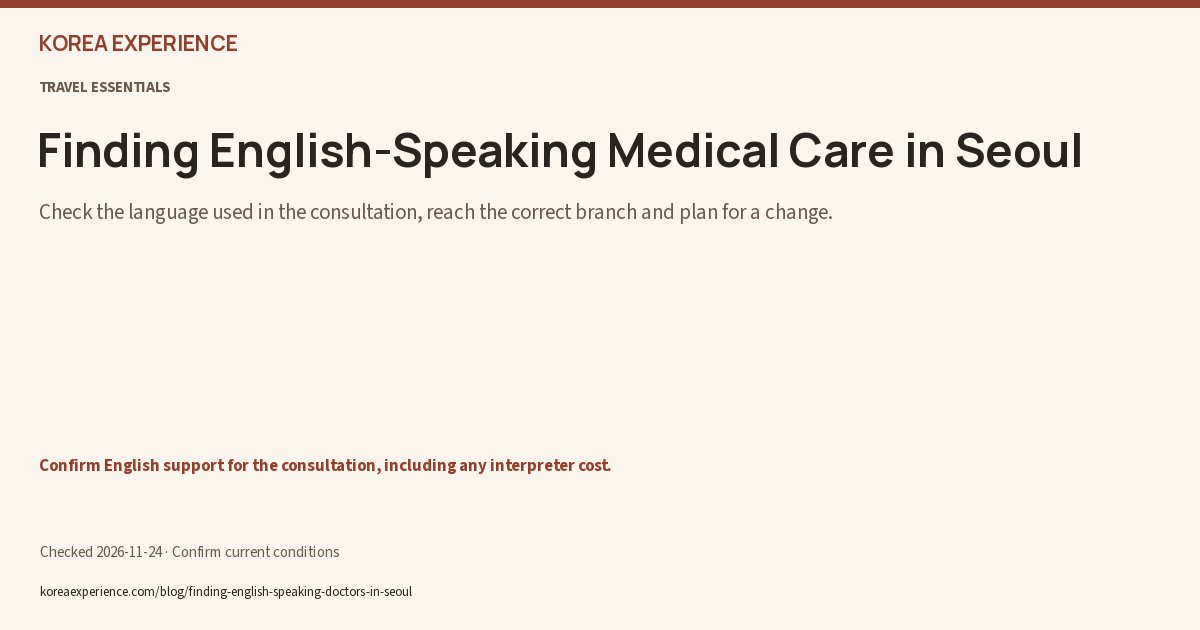 KOREA EXPERIENCE
TRAVEL ESSENTIALS
Finding English-Speaking Medical Care in Seoul
Check the language used in the consultation, reach the correct branch and plan for a change.
Confirm English support for the consultation, including any interpreter cost.
Checked 2026-11-24 · Confirm current conditions
koreaexperience.com/blog/finding-english-speaking-doctors-in-seoul